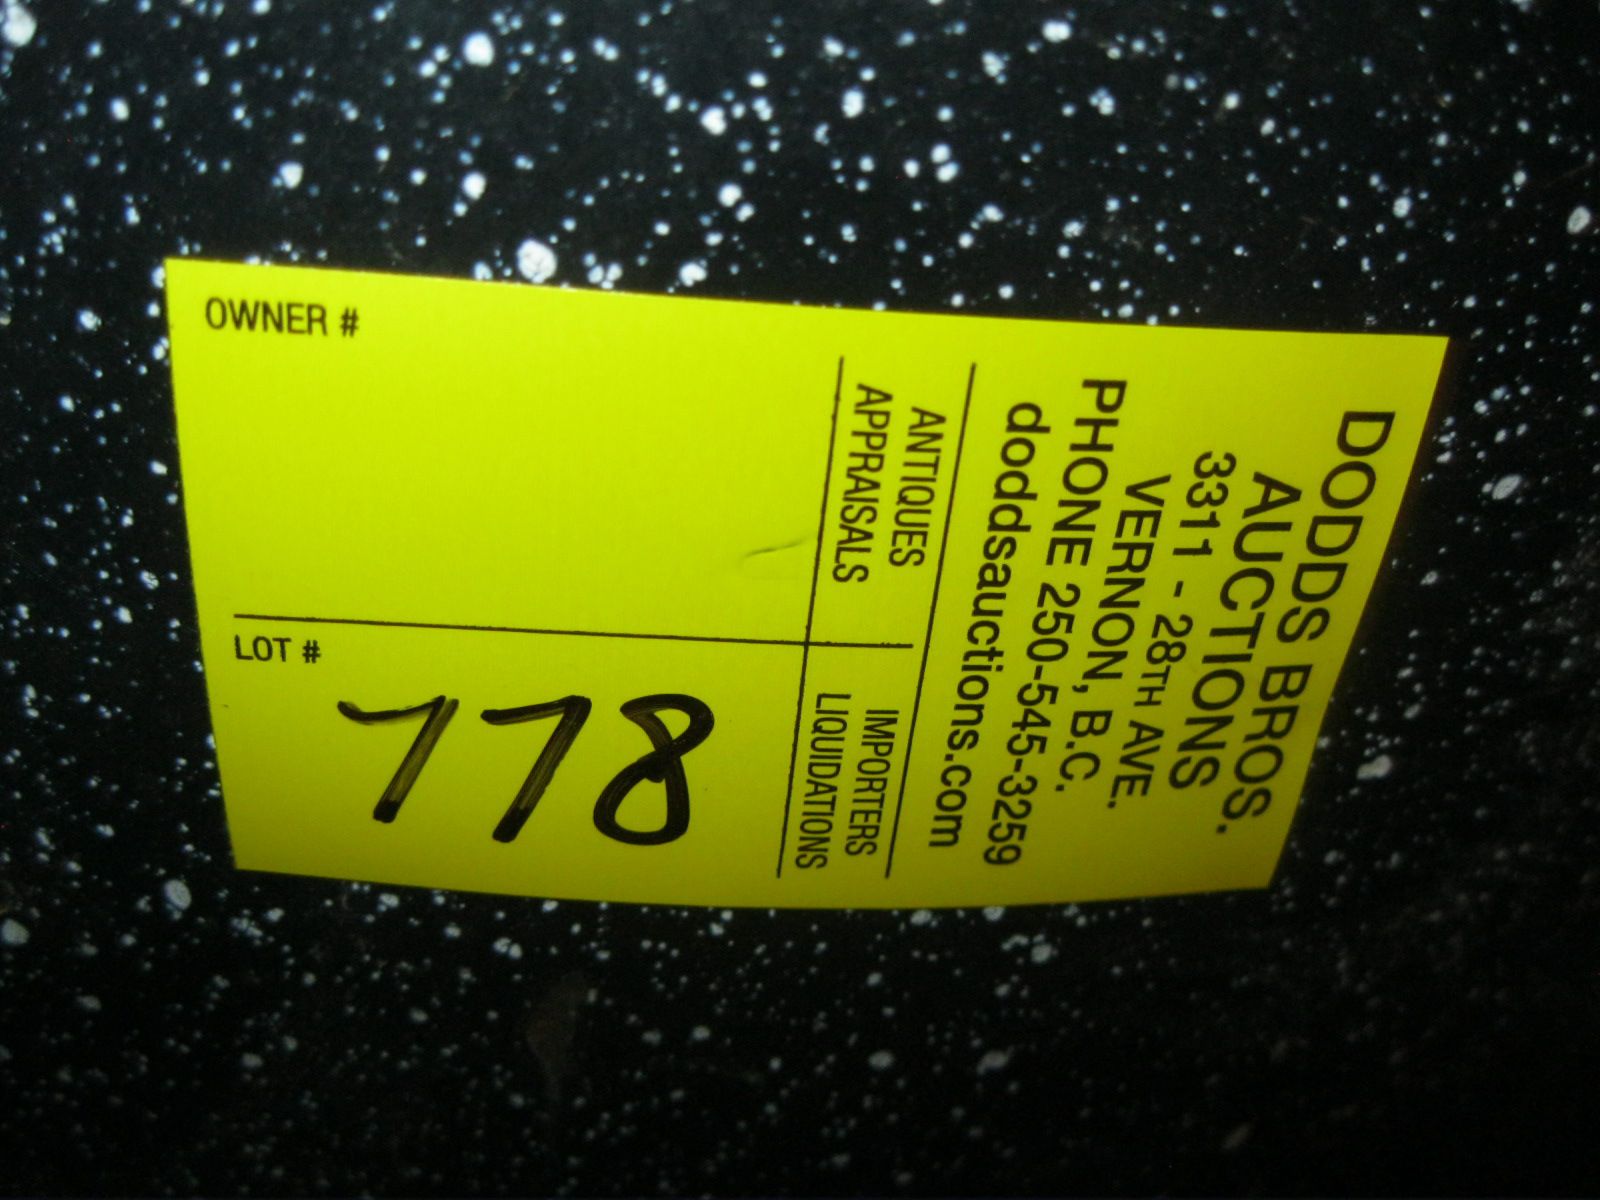 DODDS BROS.
AUCTIONS
3311 - 28TH AVE.
VERNON, B.C.
PHONE 250-545-3259
doddsauctions.com
ANTIQUES
APPRAISALS
IMPORTERS
LIQUIDATIONS
OWNER #
LOT #
118